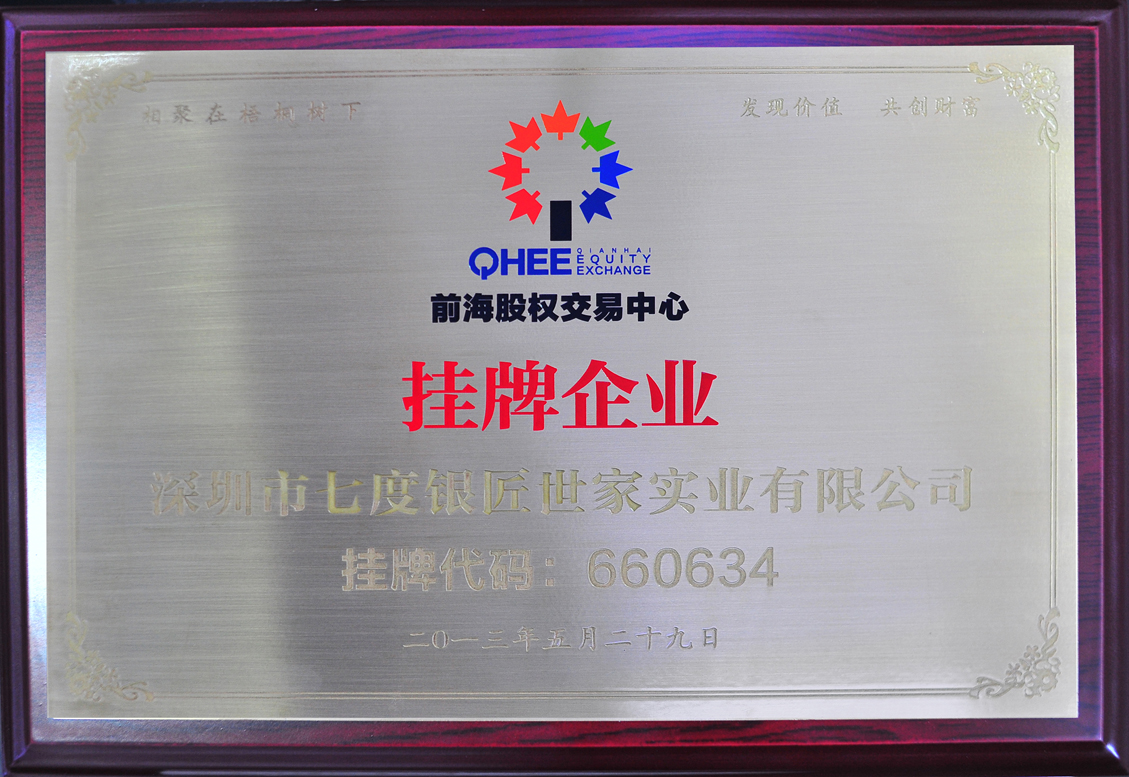 相聚在梧桐树下
发现价值 共创财富
QHEE QIANHAI EQUITY EXCHANGE
前海股权交易中心
挂牌企业
深圳市七度银匠世家实业有限公司
挂牌代码：660634
二〇一三年五月二十九日